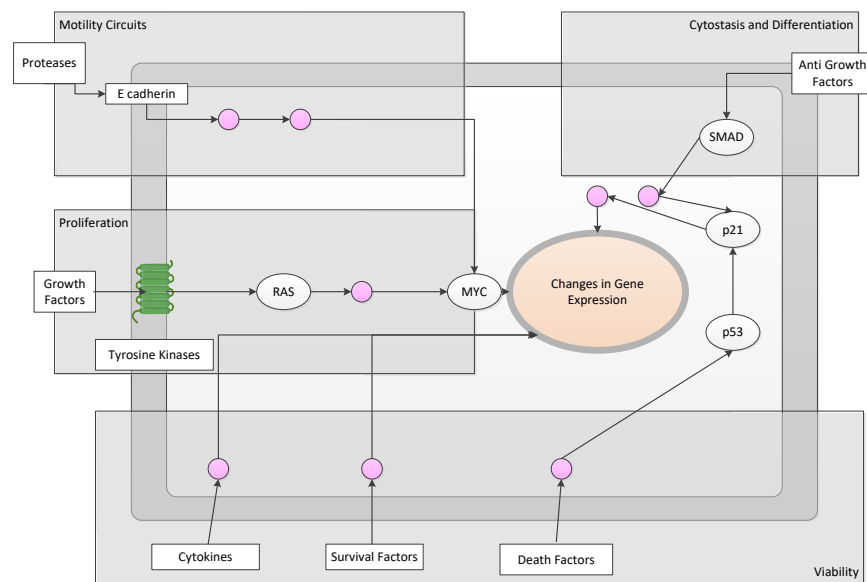 Motility Circuits
Cytostasis and Differentiation
Proteases
Anti Growth
Factors
E cadherin
SMAD
Proliferation
p21
Growth
Factors
RAS
MYC
Changes in Gene
Expression
p53
Tyrosine Kinases
Cytokines
Survival Factors
Death Factors
Viability